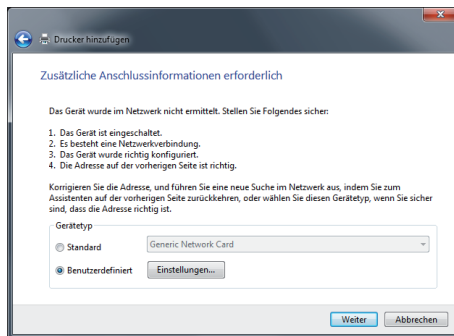 Drucker hinzufügen
Zusätzliche Anschlussinformationen erforderlich
Das Gerät wurde im Netzwerk nicht ermittelt. Stellen Sie Folgendes sicher:
1. Das Gerät ist eingeschaltet.
2. Es besteht eine Netzwerkverbindung.
3. Das Gerät wurde richtig konfiguriert.
4. Die Adresse auf der vorherigen Seite ist richtig.
Korrigieren Sie die Adresse, und führen Sie eine neue Suche im Netzwerk aus, indem Sie zum
Assistenten auf der vorherigen Seite zurückkehren, oder wählen Sie diesen Gerätetyp, wenn Sie sicher
sind, dass die Adresse richtig ist.
Gerätetyp
Standard Generic Network Card
Benutzerdefiniert Einstellungen...
Weiter Abbrechen